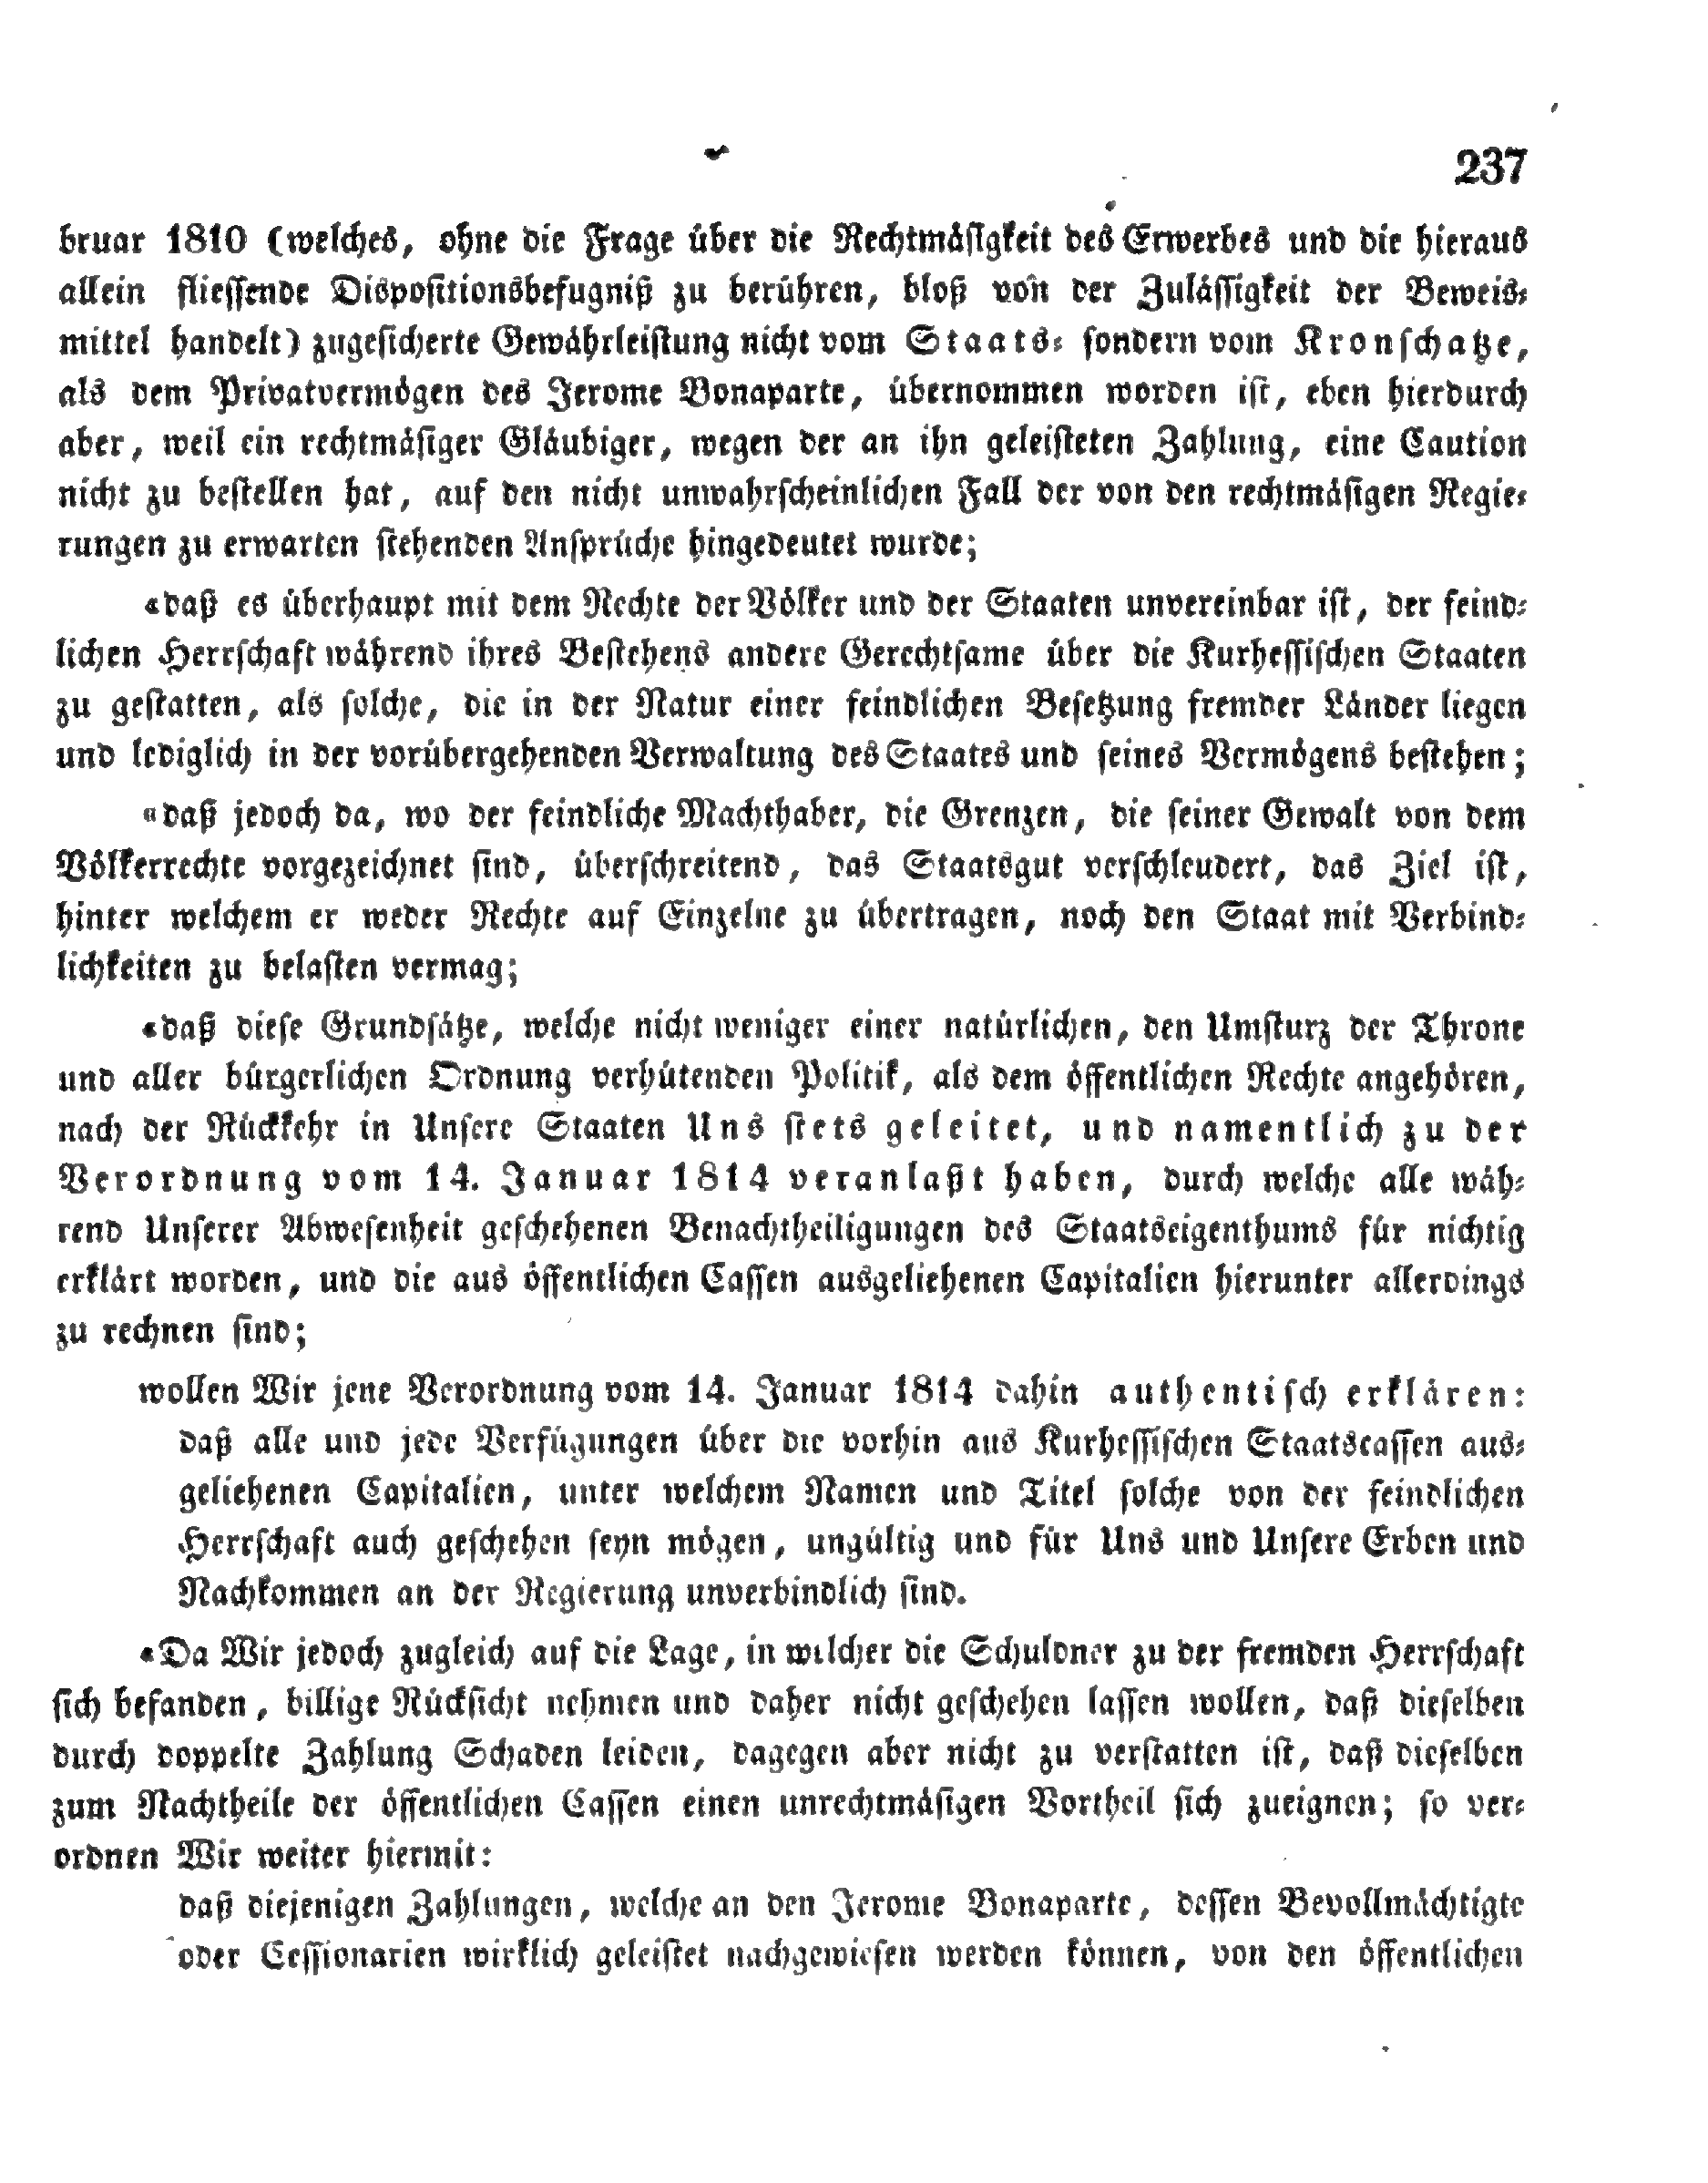 237
bruar 1810 (welches, ohne die Frage über die Rechtmäsigkeit des Erwerbes und die hieraus
allein fliessende Dispositionsbefugniß zu berühren, bloß von der Zulässigkeit der Beweis-
mittel handelt) zugesicherte Gewährleistung nicht vom Staats- sondern vom Kronschatze,
als dem Privatvermögen des Jerome Bonaparte, übernommen worden ist, eben hierdurch
aber, weil ein rechtmäsiger Gläubiger, wegen der an ihn geleisteten Zahlung, eine Caution
nicht zu bestellen hat, auf den nicht unwahrscheinlichen Fall der von den rechtmäsigen Regie-
rungen zu erwarten stehenden Ansprüche hingedeutet wurde;
«daß es überhaupt mit dem Rechte der Völker und der Staaten unvereinbar ist, der feind-
lichen Herrschaft während ihres Bestehens andere Gerechtsame über die Kurhessischen Staaten
zu gestatten, als solche, die in der Natur einer feindlichen Besetzung fremder Länder liegen
und lediglich in der vorübergehenden Verwaltung des Staates und seines Vermögens bestehen;
«daß jedoch da, wo der feindliche Machthaber, die Grenzen, die seiner Gewalt von dem
Völkerrechte vorgezeichnet sind, überschreitend, das Staatsgut verschleudert, das Ziel ist,
hinter welchem er weder Rechte auf Einzelne zu übertragen, noch den Staat mit Verbind-
lichkeiten zu belasten vermag;
«daß diese Grundsätze, welche nicht weniger einer natürlichen, den Umsturz der Throne
und aller bürgerlichen Ordnung verhütenden Politik, als dem öffentlichen Rechte angehören,
nach der Rückkehr in Unsere Staaten Uns stets geleitet, und namentlich zu der
Verordnung vom 14. Januar 1814 veranlaßt haben, durch welche alle wäh-
rend Unserer Abwesenheit geschehenen Benachtheiligungen des Staatseigenthums für nichtig
erklärt worden, und die aus öffentlichen Cassen ausgeliehenen Capitalien hierunter allerdings
zu rechnen sind;
wollen Wir jene Verordnung vom 14. Januar 1814 dahin authentisch erklären:
daß alle und jede Verfügungen über die vorhin aus Kurhessischen Staatscassen aus-
geliehenen Capitalien, unter welchem Namen und Titel solche von der feindlichen
Herrschaft auch geschehen seyn mögen, ungültig und für Uns und Unsere Erben und
Nachkommen an der Regierung unverbindlich sind.
«Da Wir jedoch zugleich auf die Lage, in welcher die Schuldner zu der fremden Herrschaft
sich befanden, billige Rücksicht nehmen und daher nicht geschehen lassen wollen, daß dieselben
durch doppelte Zahlung Schaden leiden, dagegen aber nicht zu verstatten ist, daß dieselben
zum Nachtheile der öffentlichen Cassen einen unrechtmäsigen Vortheil sich zueignen; so ver-
ordnen Wir weiter hiermit:
daß diejenigen Zahlungen, welche an den Jerome Bonaparte, dessen Bevollmächtigte
oder Cessionarien wirklich geleistet nachgewiesen werden können, von den öffentlichen